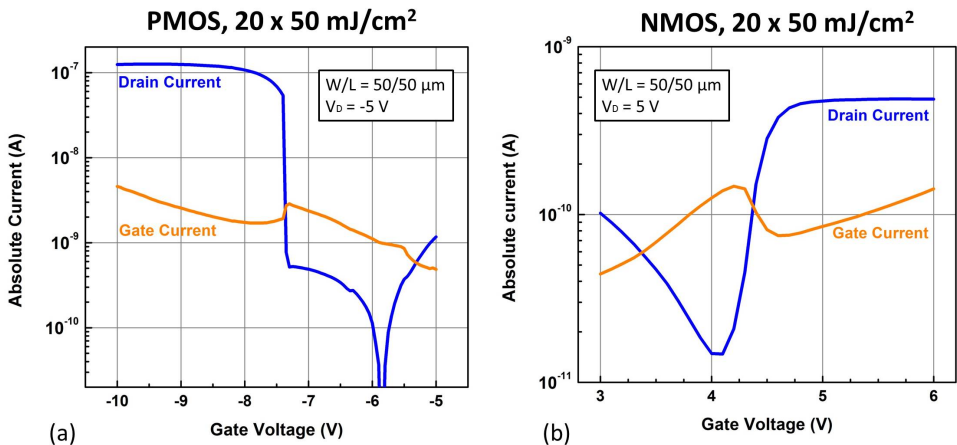 PMOS, 20 x 50 mJ/cm²
Absolute Current (A)
10⁻⁷
10⁻⁸
10⁻⁹
10⁻¹⁰
Drain Current
W/L = 50/50 µm
V_D = -5 V
Gate Current
-10 -9 -8 -7 -6 -5
Gate Voltage (V)
(a)
NMOS, 20 x 50 mJ/cm²
Absolute current (A)
10⁻⁹
10⁻¹⁰
10⁻¹¹
W/L = 50/50 µm
V_D = 5 V
Drain Current
Gate Current
3 4 5 6
Gate Voltage (V)
(b)